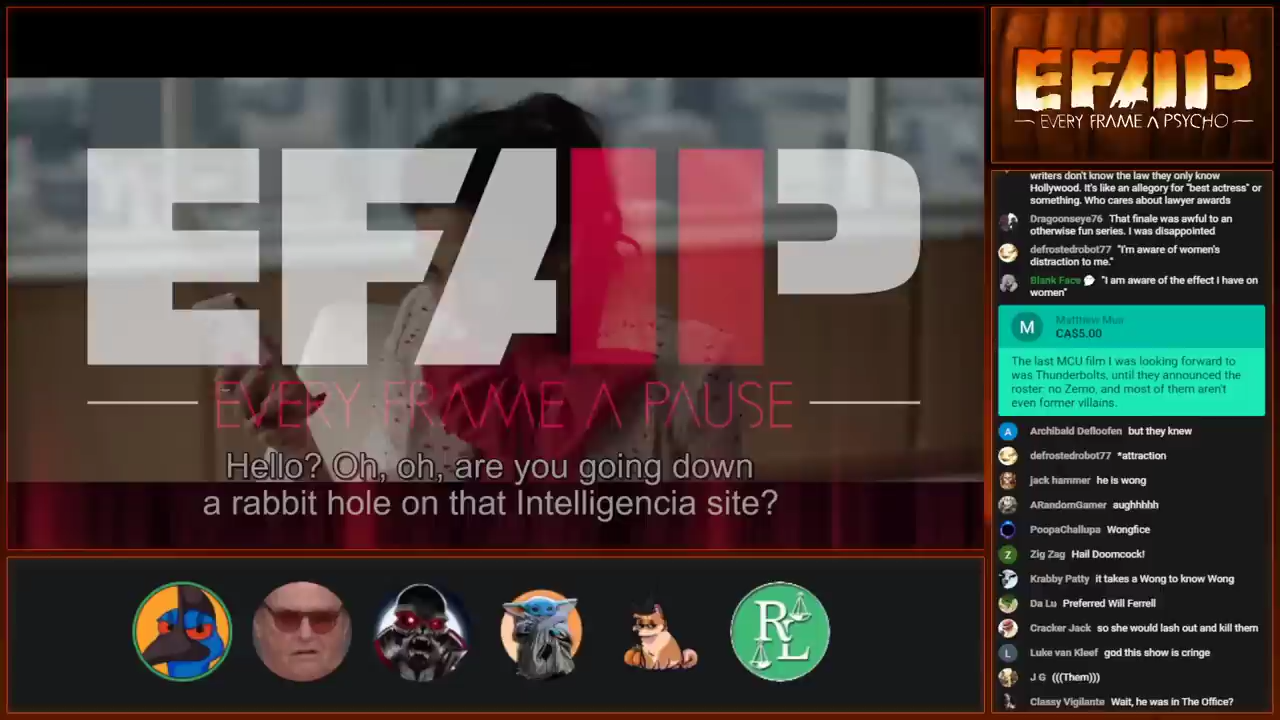 EFAIIP
EVERY FRAME A PAUSE
Hello? Oh, oh, are you going down
a rabbit hole on that Intelligencia site?
RL
EFAIIP
EVERY FRAME A PSYCHO
writers don't know the law they only know
Hollywood. It's like an allegory for "best actress" or
something. Who cares about lawyer awards
Dragoonseye76 That finale was awful to an
otherwise fun series. I was disappointed
defrostedrobot77 "I'm aware of women's
distraction to me."
Blank Face "I am aware of the effect I have on
women"
M
Matthew Mua
CA$5.00
The last MCU film I was looking forward to
was Thunderbolts, until they announced the
roster: no Zemo, and most of them aren't
even former villains.
A Archibald Defloofen but they knew
defrostedrobot77 *attraction
jack hammer he is wong
ARandomGamer aughhhhh
PoopaChallupa Wongfice
Z Zig Zag Hail Doomcock!
Krabby Patty it takes a Wong to know Wong
Da Lu Preferred Will Ferrell
Cracker Jack so she would lash out and kill them
L Luke van Kleef god this show is cringe
J G (((Them)))
Classy Vigilante Wait, he was in The Office?